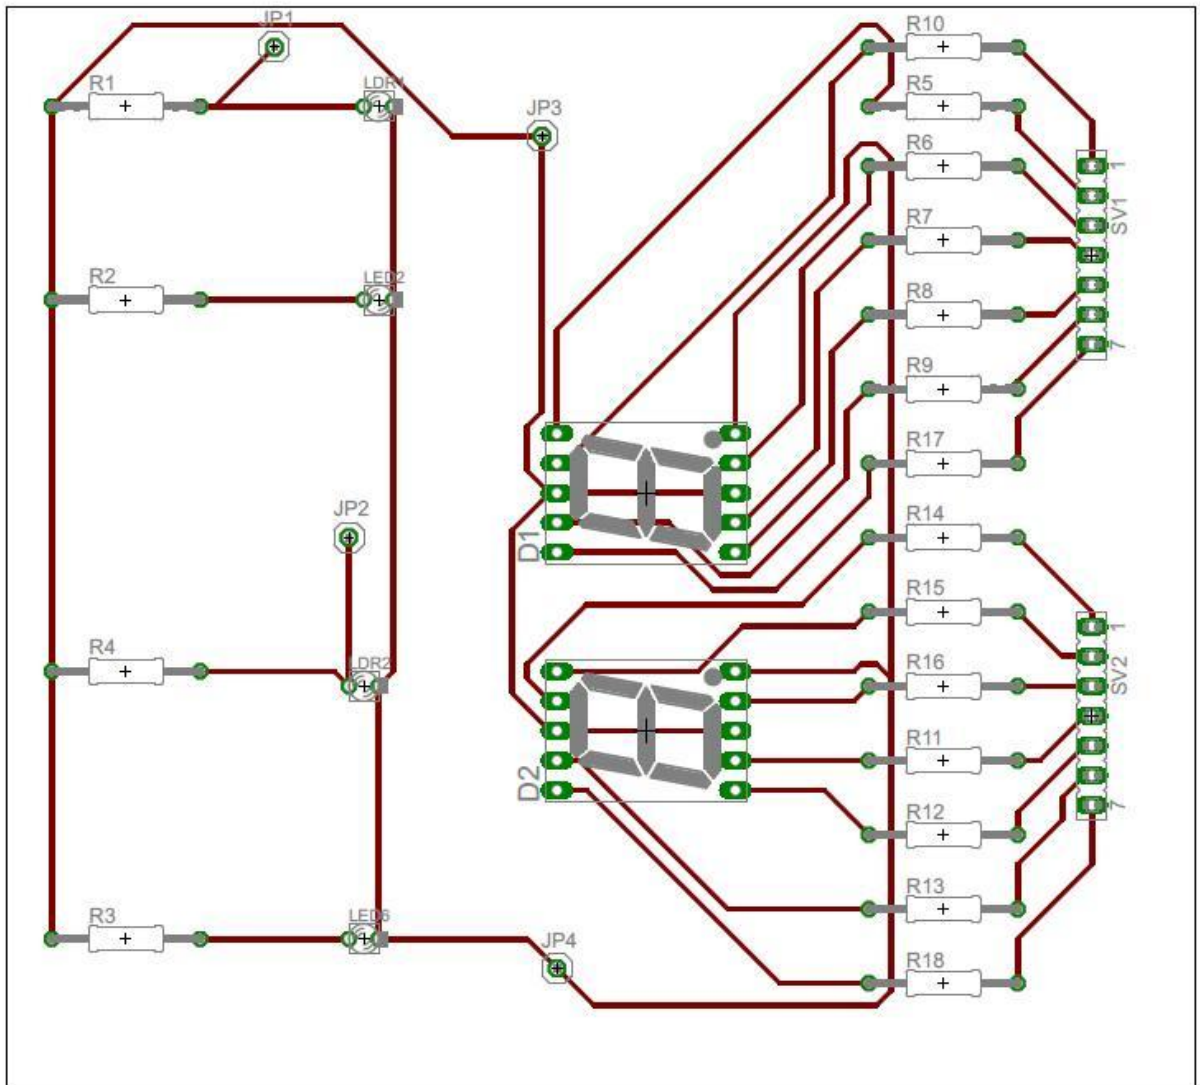 JP1
R10
R1
LDR1
R5
JP3
R6
1
SV1
R7
R2
LED2
R8
7
R9
R17
JP2
R14
D1
R15
1
R4
LDR2
R16
SV2
R11
D2
7
R12
R13
R3
LED6
JP4
R18